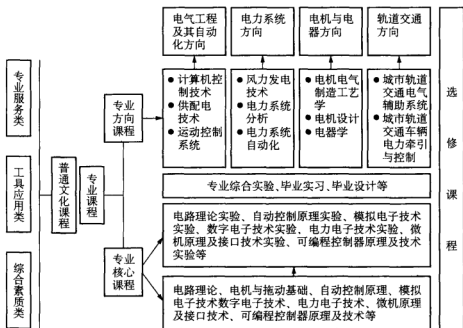 电气工程
及其自动
化方向
电力系统
方向
电机与电
器方向
轨道交通
方向
● 计算机控
制技术
● 供配电
技术
● 运动控制
系统
● 风力发电
技术
● 电力系统
分析
● 电力系统
自动化
● 电机电气
制造工艺
学
● 电机设计
● 电器学
● 城市轨道
交通电气
辅助系统
● 城市轨道
交通车辆
电力牵引
与控制
专业服务类
工具应用类
综合素质类
普通文化课程
专业课程
专业
方向
课程
专业
核心
课程
专业综合实验、毕业实习、毕业设计等
电路理论实验、自动控制原理实验、模拟电子技术
实验、数字电子技术实验、电力电子技术实验、微
机原理及接口技术实验、可编程控制器原理及技术
实验等
电路理论、电机与拖动基础、自动控制原理、模拟
电子技术数字电子技术、电力电子技术、微机原理
及接口技术、可编程控制器原理及技术等
选修课程